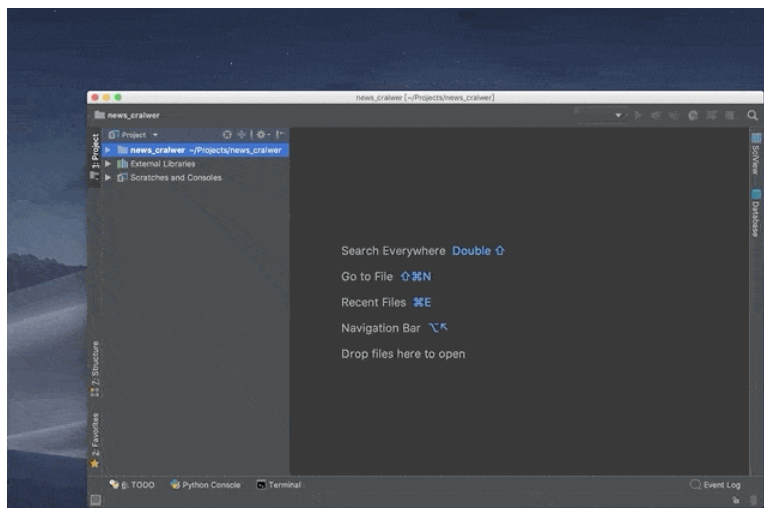 news_cralwer [~/Projects/news_cralwer]
news_cralwer
Project
news_cralwer ~/Projects/news_cralwer
External Libraries
Scratches and Consoles
1: Project
Z: Structure
2: Favorites
SciView
Database
Search Everywhere Double ⇧
Go to File ⇧⌘N
Recent Files ⌘E
Navigation Bar ⌥↖
Drop files here to open
6: TODO
Python Console
Terminal
Event Log